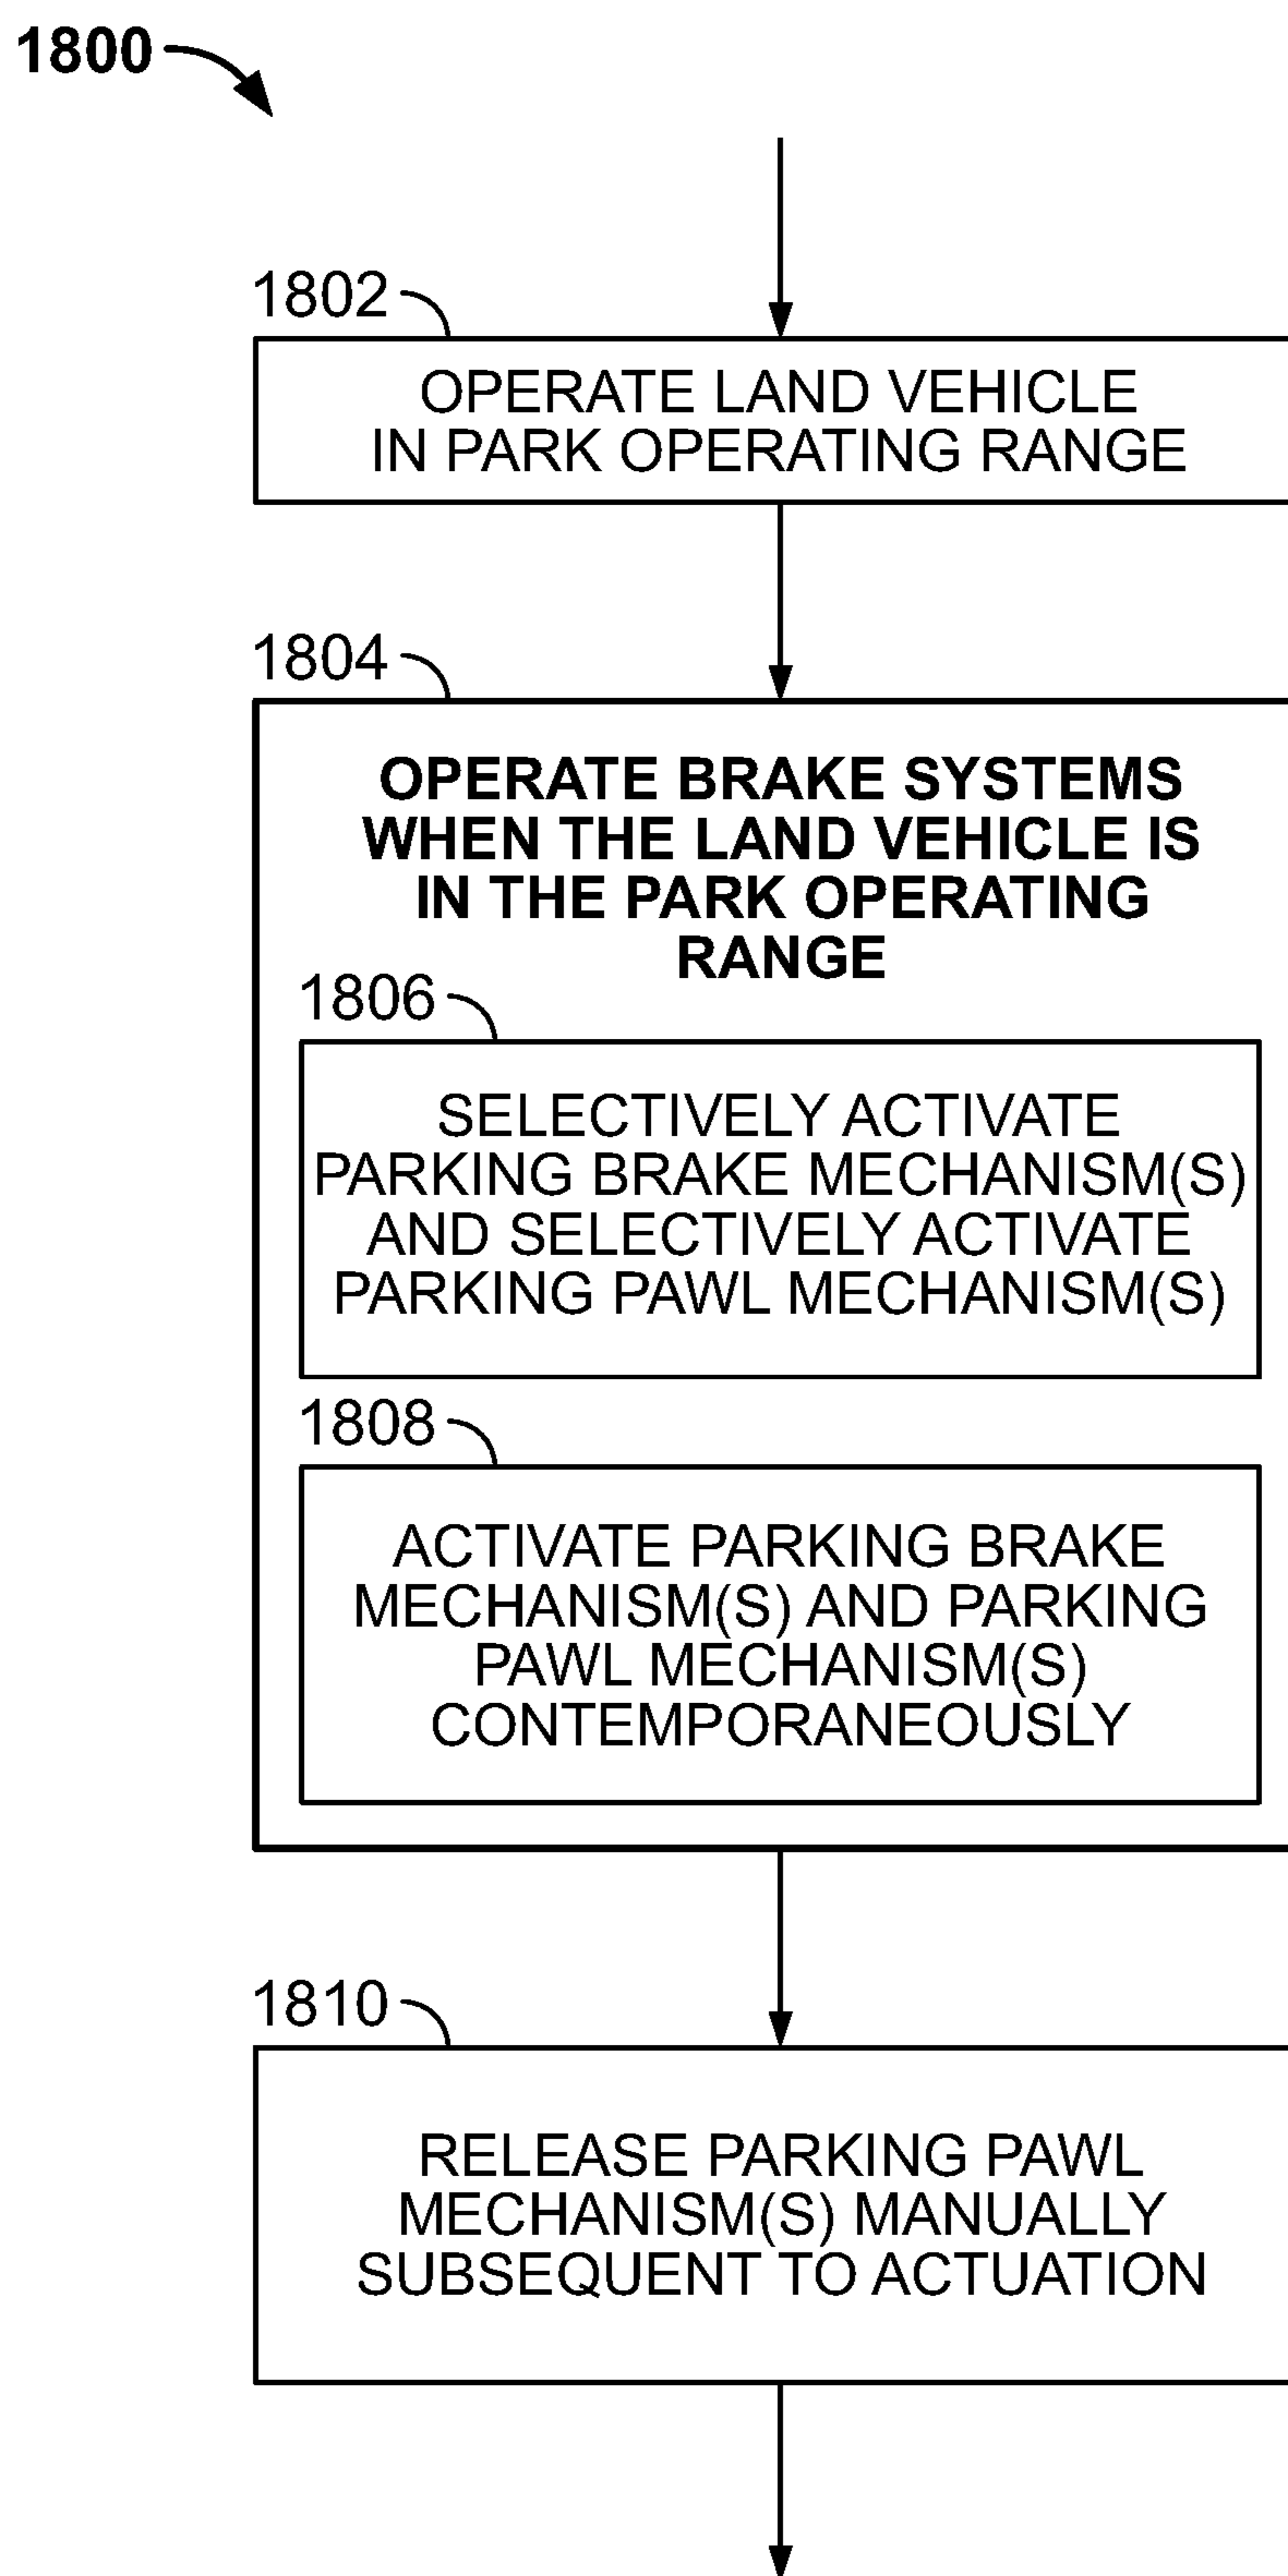 1800
1802
OPERATE LAND VEHICLE
IN PARK OPERATING RANGE
1804
OPERATE BRAKE SYSTEMS
WHEN THE LAND VEHICLE IS
IN THE PARK OPERATING
RANGE
1806
SELECTIVELY ACTIVATE
PARKING BRAKE MECHANISM(S)
AND SELECTIVELY ACTIVATE
PARKING PAWL MECHANISM(S)
1808
ACTIVATE PARKING BRAKE
MECHANISM(S) AND PARKING
PAWL MECHANISM(S)
CONTEMPORANEOUSLY
1810
RELEASE PARKING PAWL
MECHANISM(S) MANUALLY
SUBSEQUENT TO ACTUATION